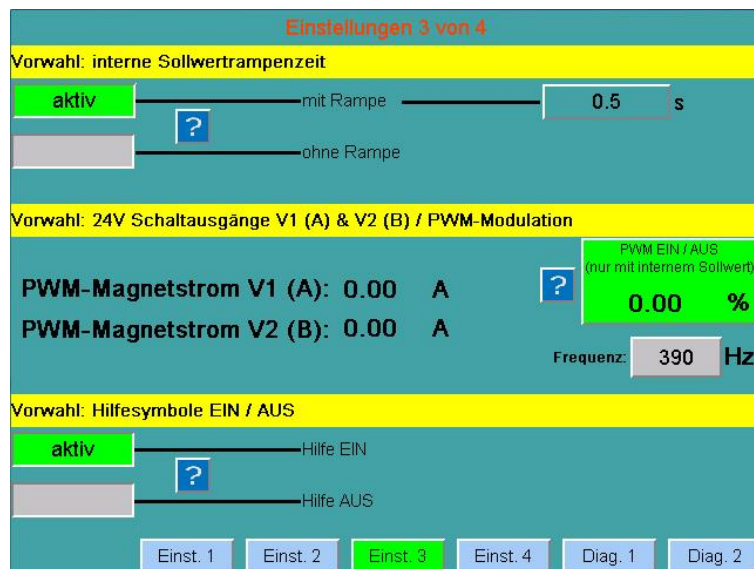 Einstellungen 3 von 4
Vorwahl: interne Sollwertrampenzeit
aktiv mit Rampe 0.5 s
?
ohne Rampe
Vorwahl: 24V Schaltausgänge V1 (A) & V2 (B) / PWM-Modulation
PWM EIN / AUS
(nur mit internem Sollwert)
PWM-Magnetstrom V1 (A): 0.00 A
? 0.00 %
PWM-Magnetstrom V2 (B): 0.00 A
Frequenz: 390 Hz
Vorwahl: Hilfesymbole EIN / AUS
aktiv Hilfe EIN
?
Hilfe AUS
Einst. 1 Einst. 2 Einst. 3 Einst. 4 Diag. 1 Diag. 2